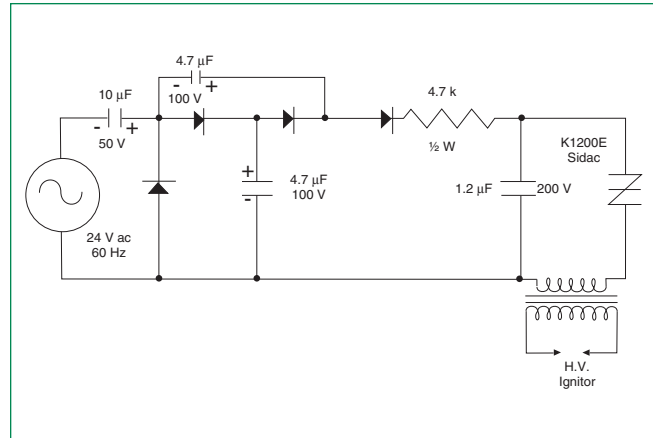 4.7 μF
- +
100 V
10 μF
- +
50 V
4.7 k
½ W
K1200E
Sidac
+
-
4.7 μF
100 V
1.2 μF
200 V
24 V ac
60 Hz
H.V.
Ignitor